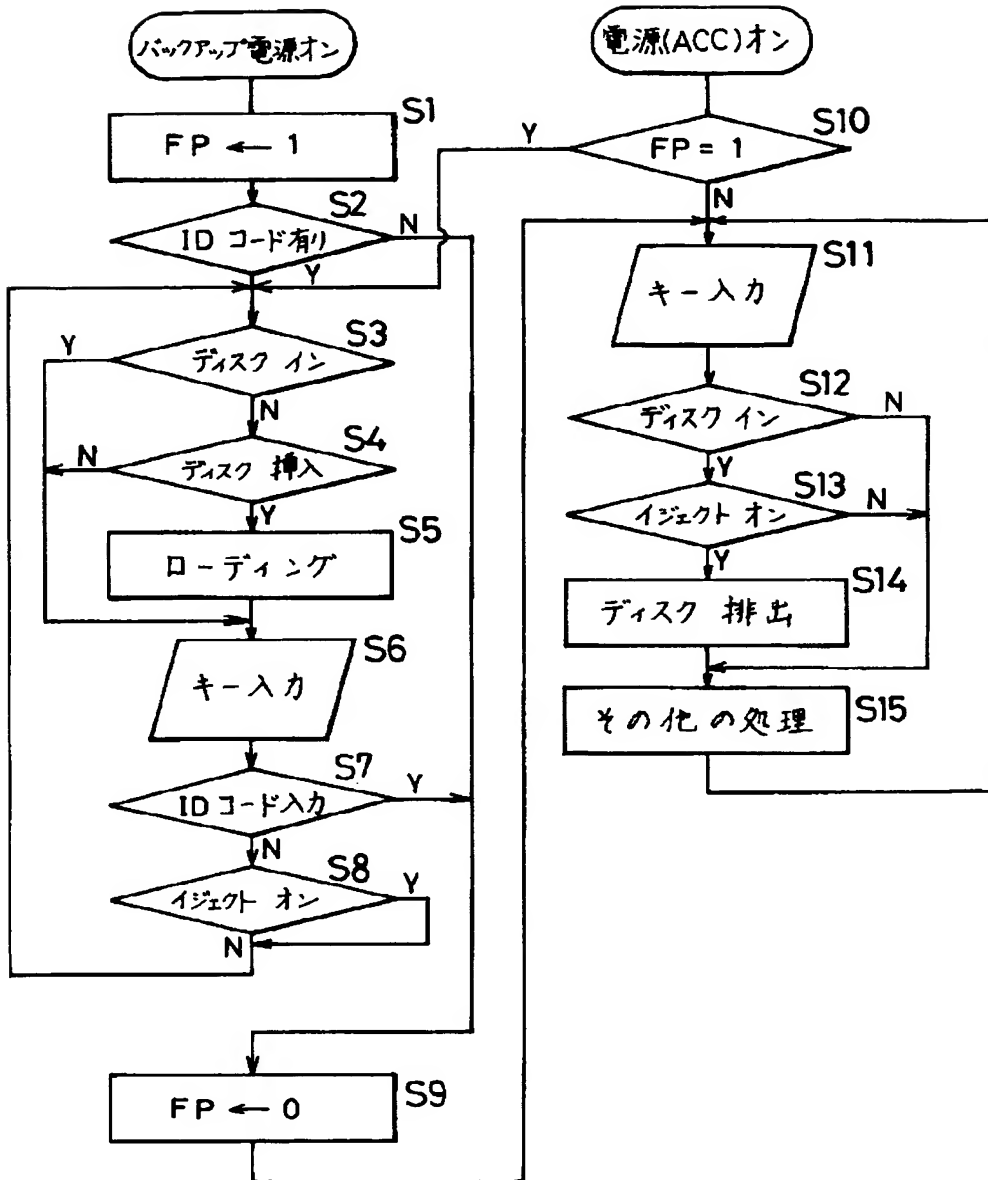 バックアップ電源オン
S1
FP ← 1
S2
IDコード有り
N
Y
S3
Y
ディスク イン
N
S4
N
ディスク 挿入
Y
S5
ローディング
S6
キー入力
S7
IDコード入力
Y
N
S8
イジェクト オン
Y
N
S9
FP ← 0
電源(ACC)オン
S10
Y
FP = 1
N
S11
キー入力
S12
ディスク イン
N
Y
S13
イジェクト オン
N
Y
S14
ディスク 排出
S15
その他の処理